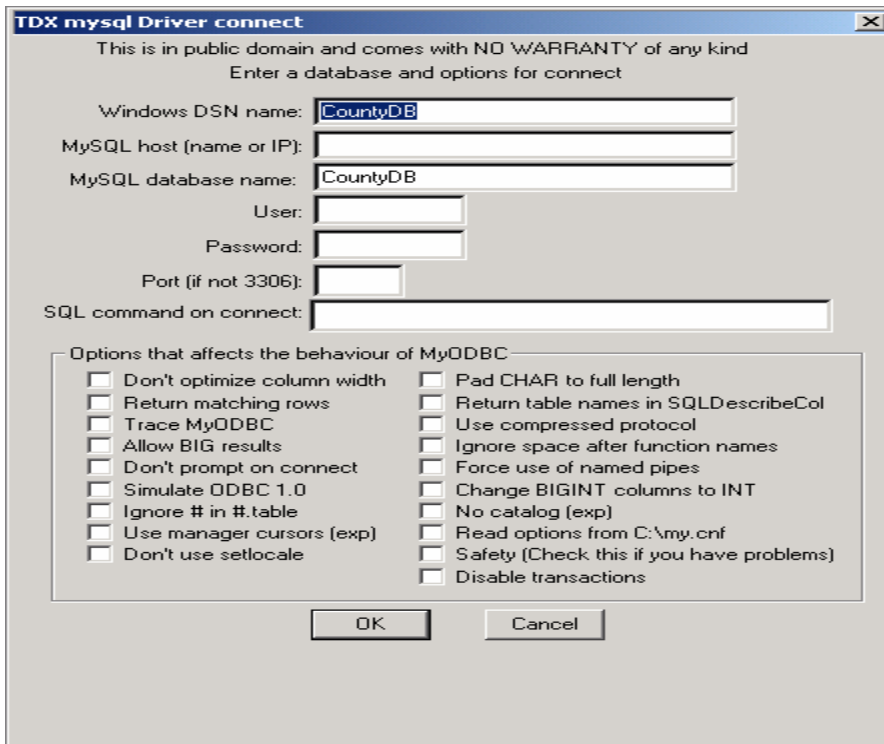 TDX mysql Driver connect
This is in public domain and comes with NO WARRANTY of any kind
Enter a database and options for connect
Windows DSN name: CountyDB
MySQL host (name or IP):
MySQL database name: CountyDB
User:
Password:
Port (if not 3306):
SQL command on connect:
Options that affects the behaviour of MyODBC
Don't optimize column width
Return matching rows
Trace MyODBC
Allow BIG results
Don't prompt on connect
Simulate ODBC 1.0
Ignore # in #.table
Use manager cursors (exp)
Don't use setlocale
Pad CHAR to full length
Return table names in SQLDescribeCol
Use compressed protocol
Ignore space after function names
Force use of named pipes
Change BIGINT columns to INT
No catalog (exp)
Read options from C:\my.cnf
Safety (Check this if you have problems)
Disable transactions
OK
Cancel